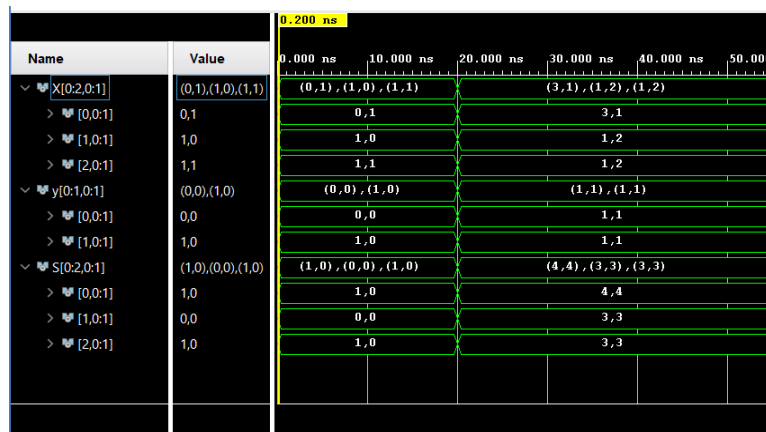 0.200 ns
Name Value 0.000 ns 10.000 ns 20.000 ns 30.000 ns 40.000 ns 50.00
X[0:2,0:1] (0,1),(1,0),(1,1) (0,1),(1,0),(1,1) (3,1),(1,2),(1,2)
[0,0:1] 0,1 0,1 3,1
[1,0:1] 1,0 1,0 1,2
[2,0:1] 1,1 1,1 1,2
y[0:1,0:1] (0,0),(1,0) (0,0),(1,0) (1,1),(1,1)
[0,0:1] 0,0 0,0 1,1
[1,0:1] 1,0 1,0 1,1
S[0:2,0:1] (1,0),(0,0),(1,0) (1,0),(0,0),(1,0) (4,4),(3,3),(3,3)
[0,0:1] 1,0 1,0 4,4
[1,0:1] 0,0 0,0 3,3
[2,0:1] 1,0 1,0 3,3